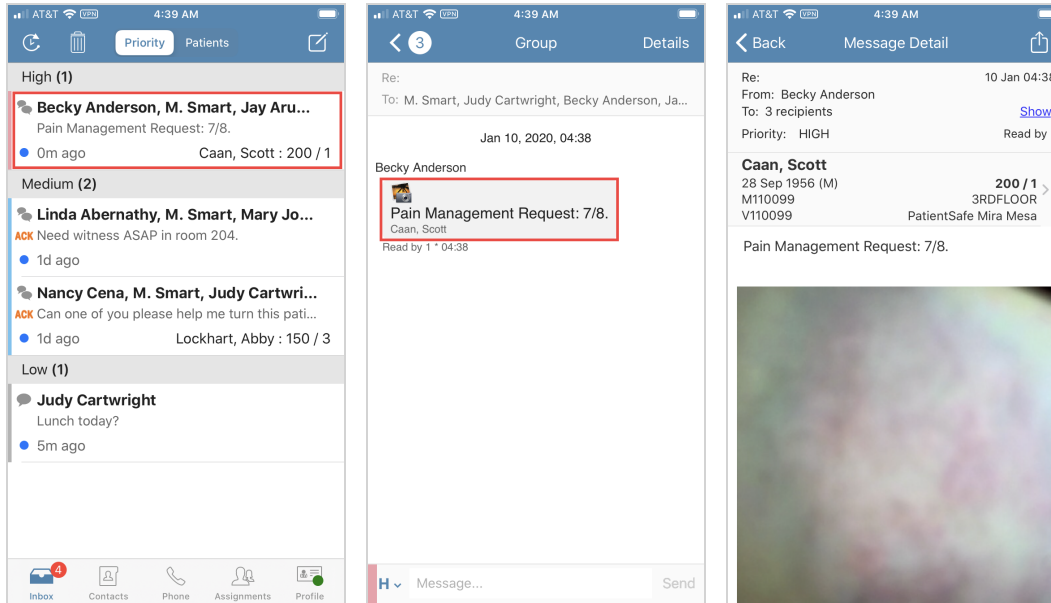 AT&T VPN 4:39 AM
Priority Patients
High (1)
Becky Anderson, M. Smart, Jay Aru...
Pain Management Request: 7/8.
0m ago Caan, Scott : 200 / 1
Medium (2)
Linda Abernathy, M. Smart, Mary Jo...
ACK Need witness ASAP in room 204.
1d ago
Nancy Cena, M. Smart, Judy Cartwri...
ACK Can one of you please help me turn this pati...
1d ago Lockhart, Abby : 150 / 3
Low (1)
Judy Cartwright
Lunch today?
5m ago
4
Inbox Contacts Phone Assignments Profile
AT&T VPN 4:39 AM
3 Group Details
Re:
To: M. Smart, Judy Cartwright, Becky Anderson, Ja...
Jan 10, 2020, 04:38
Becky Anderson
Pain Management Request: 7/8.
Caan, Scott
Read by 1 * 04:38
H Message... Send
AT&T VPN 4:39 AM
Back Message Detail
Re: 10 Jan 04:38
From: Becky Anderson
To: 3 recipients Show
Priority: HIGH Read by
Caan, Scott
28 Sep 1956 (M) 200 / 1
M110099 3RDFLOOR
V110099 PatientSafe Mira Mesa
Pain Management Request: 7/8.